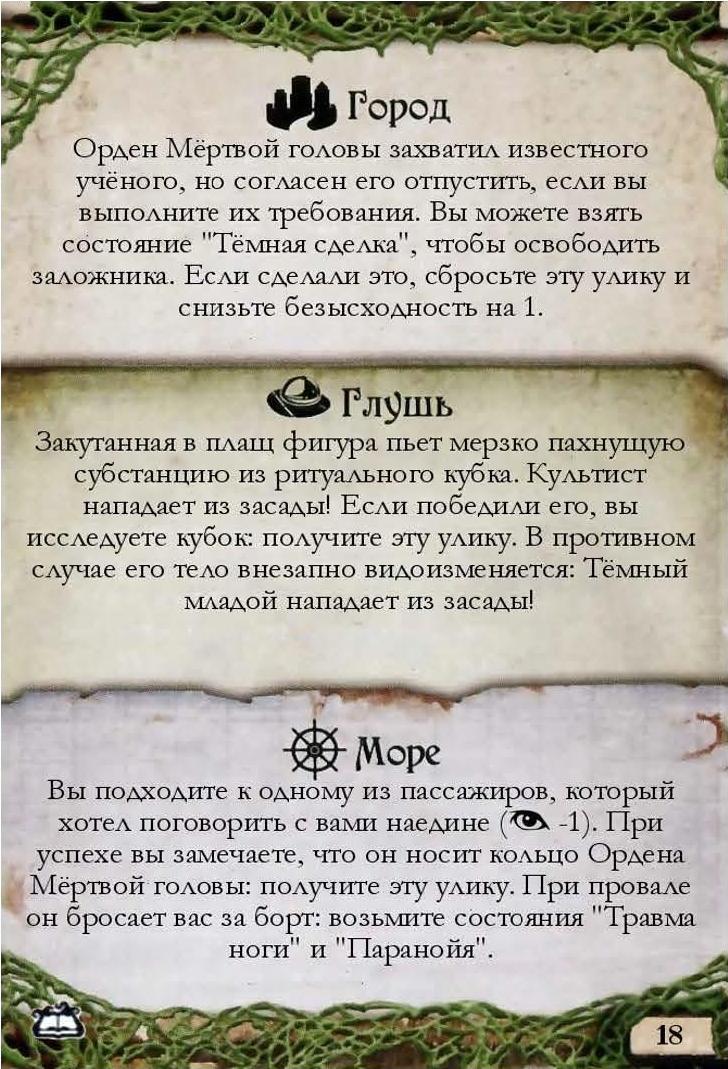 Город
Орден Мёртвой головы захватил известного
учёного, но согласен его отпустить, если вы
выполните их требования. Вы можете взять
состояние "Тёмная сделка", чтобы освободить
заложника. Если сделали это, сбросьте эту улику и
снизьте безысходность на 1.
Глушь
Закутанная в плащ фигура пьет мерзко пахнущую
субстанцию из ритуального кубка. Культист
нападает из засады! Если победили его, вы
исследуете кубок: получите эту улику. В противном
случае его тело внезапно видоизменяется: Тёмный
младой нападает из засады!
Море
Вы подходите к одному из пассажиров, который
хотел поговорить с вами наедине ( -1). При
успехе вы замечаете, что он носит кольцо Ордена
Мёртвой головы: получите эту улику. При провале
он бросает вас за борт: возьмите состояния "Травма
ноги" и "Паранойя".
18